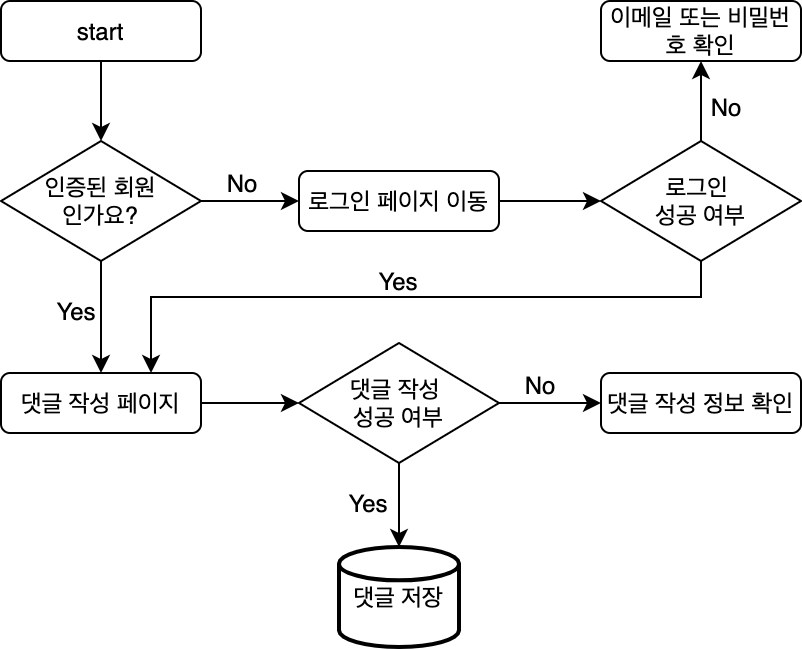 start
이메일 또는 비밀번
호 확인
No
인증된 회원
인가요?
No
로그인 페이지 이동
로그인
성공 여부
Yes
Yes
댓글 작성 페이지
댓글 작성
성공 여부
No
댓글 작성 정보 확인
Yes
댓글 저장